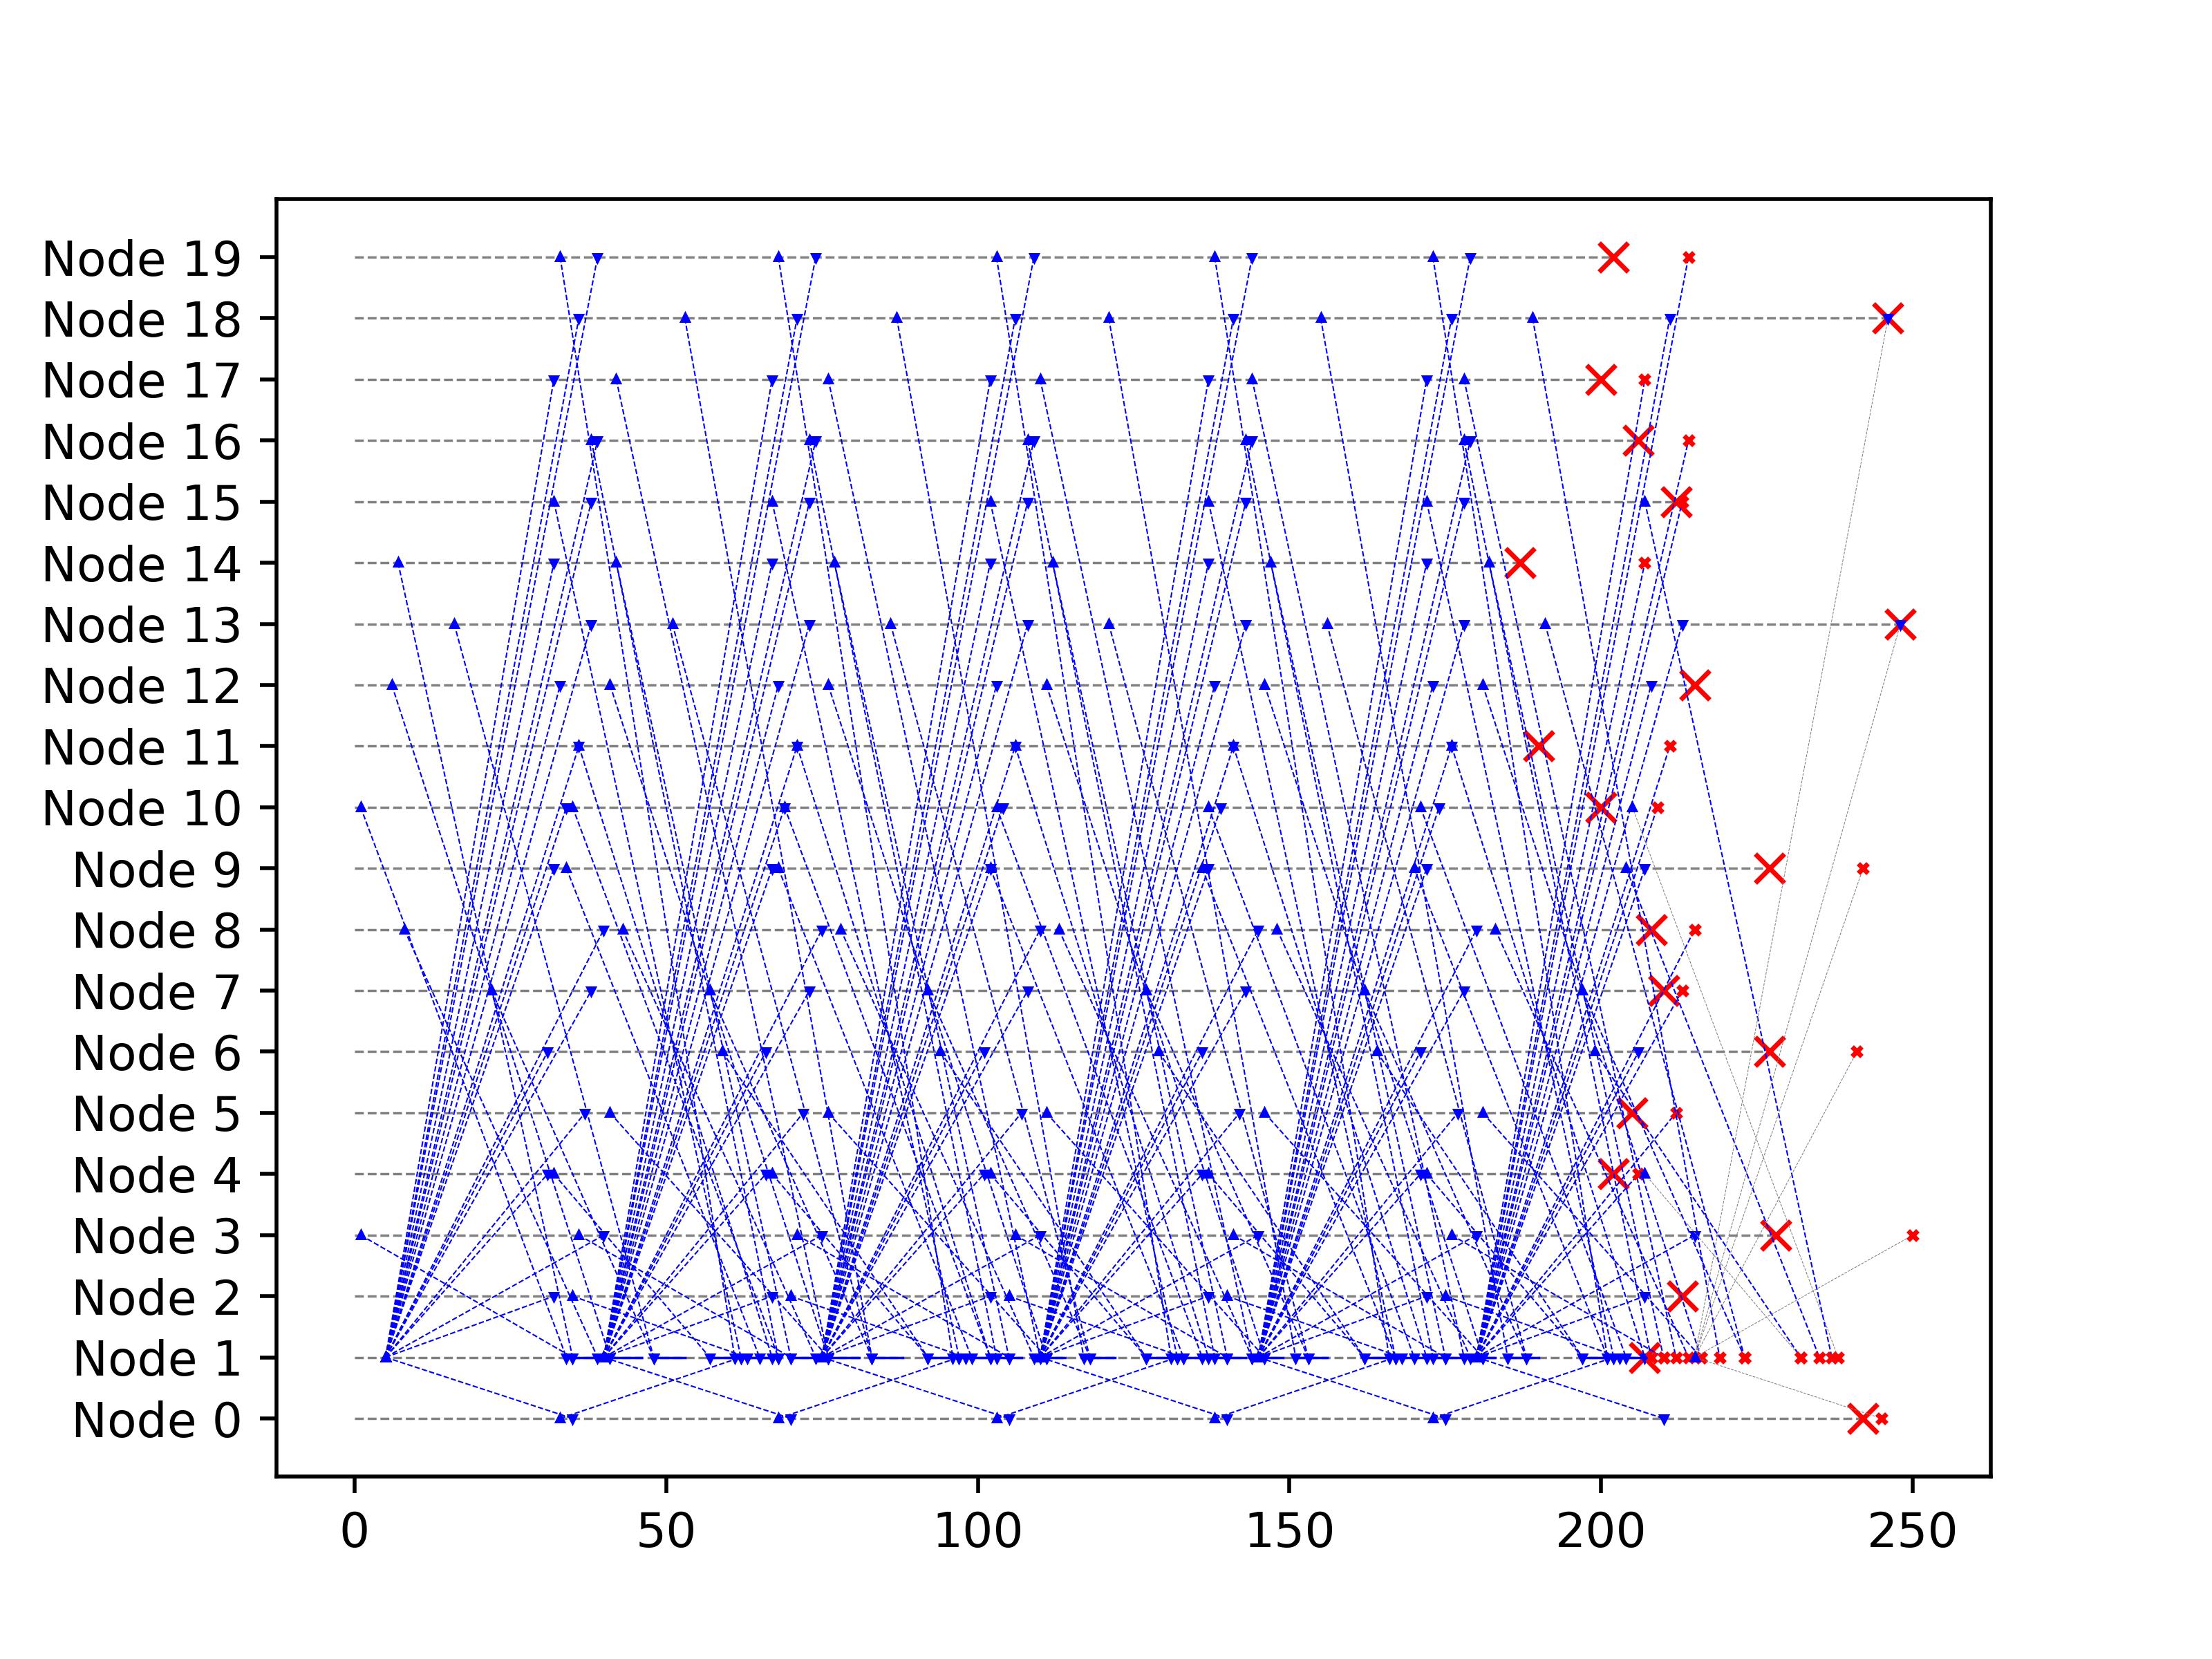 Node 19
Node 18
Node 17
Node 16
Node 15
Node 14
Node 13
Node 12
Node 11
Node 10
Node 9
Node 8
Node 7
Node 6
Node 5
Node 4
Node 3
Node 2
Node 1
Node 0
0 50 100 150 200 250